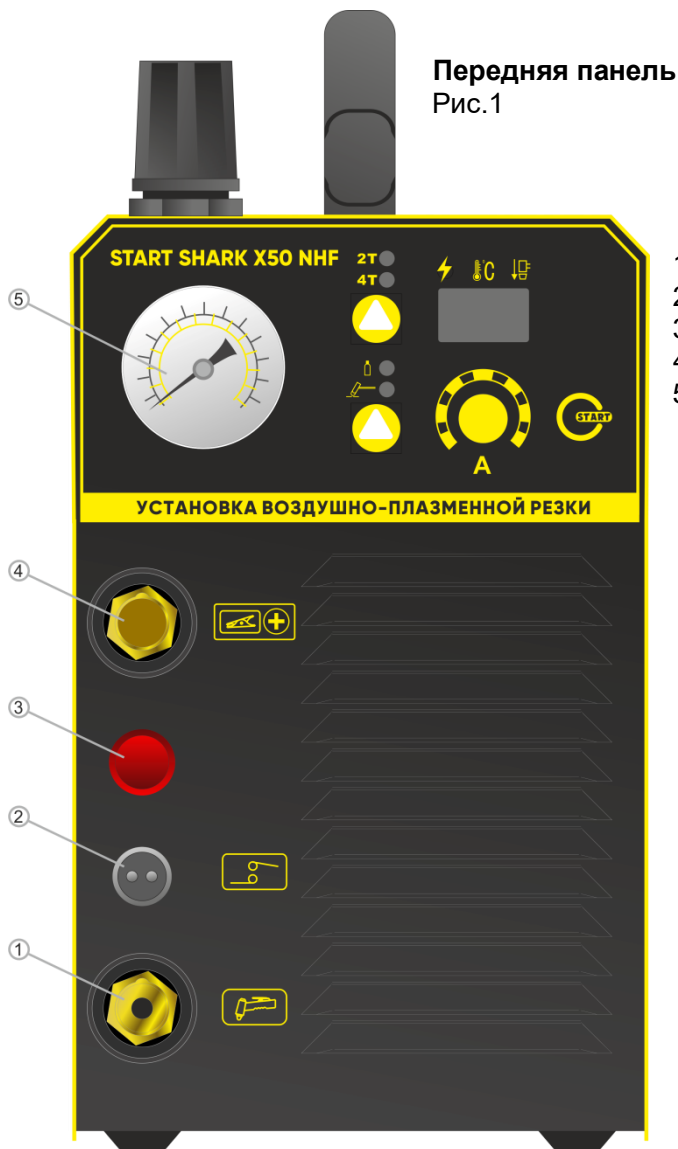 Передняя панель
Рис.1
START SHARK X50 NHF
2T
4T
°C
START
A
УСТАНОВКА ВОЗДУШНО-ПЛАЗМЕННОЙ РЕЗКИ
5
4
3
2
1